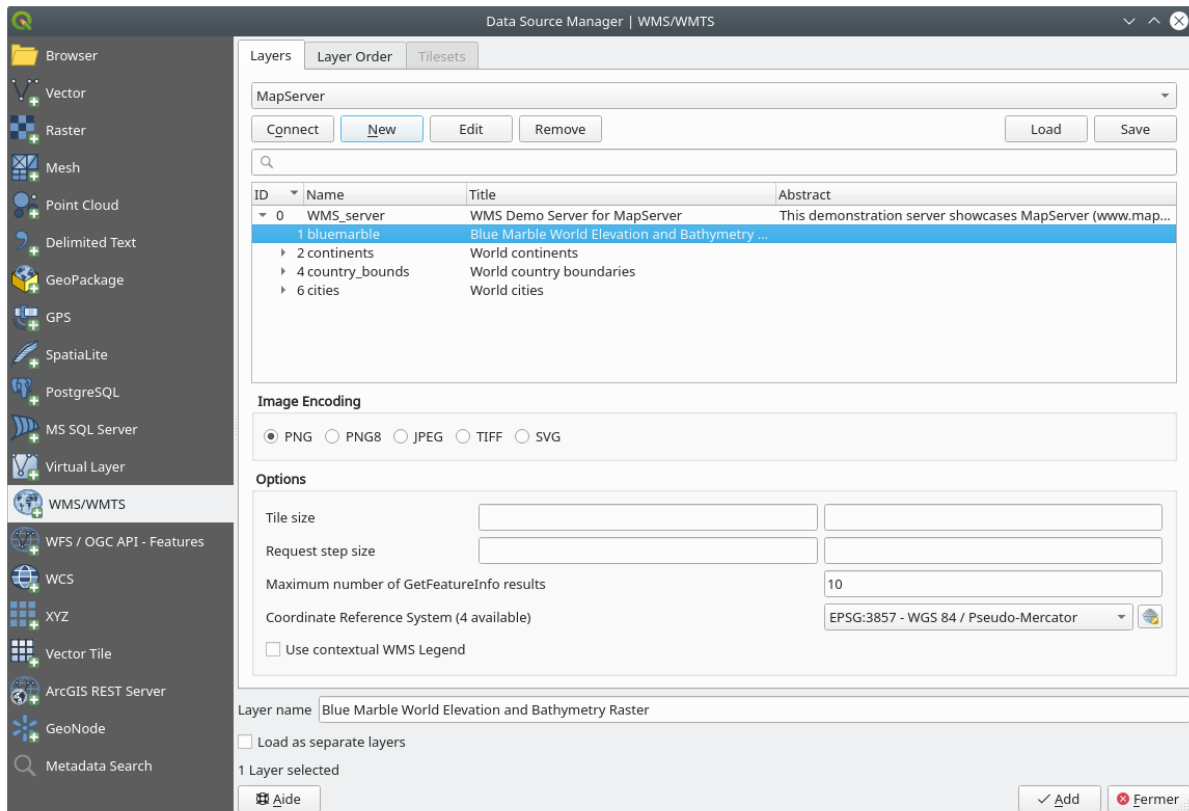 Data Source Manager | WMS/WMTS
Browser
Vector
Raster
Mesh
Point Cloud
Delimited Text
GeoPackage
GPS
SpatiaLite
PostgreSQL
MS SQL Server
Virtual Layer
WMS/WMTS
WFS / OGC API - Features
WCS
XYZ
Vector Tile
ArcGIS REST Server
GeoNode
Metadata Search
Layers Layer Order Tilesets
MapServer
Connect New Edit Remove Load Save
ID Name Title Abstract
0 WMS_server WMS Demo Server for MapServer This demonstration server showcases MapServer (www.map...
1 bluemarble Blue Marble World Elevation and Bathymetry ...
2 continents World continents
4 country_bounds World country boundaries
6 cities World cities
Image Encoding
PNG PNG8 JPEG TIFF SVG
Options
Tile size
Request step size
Maximum number of GetFeatureInfo results 10
Coordinate Reference System (4 available) EPSG:3857 - WGS 84 / Pseudo-Mercator
Use contextual WMS Legend
Layer name Blue Marble World Elevation and Bathymetry Raster
Load as separate layers
1 Layer selected
Aide Add Fermer